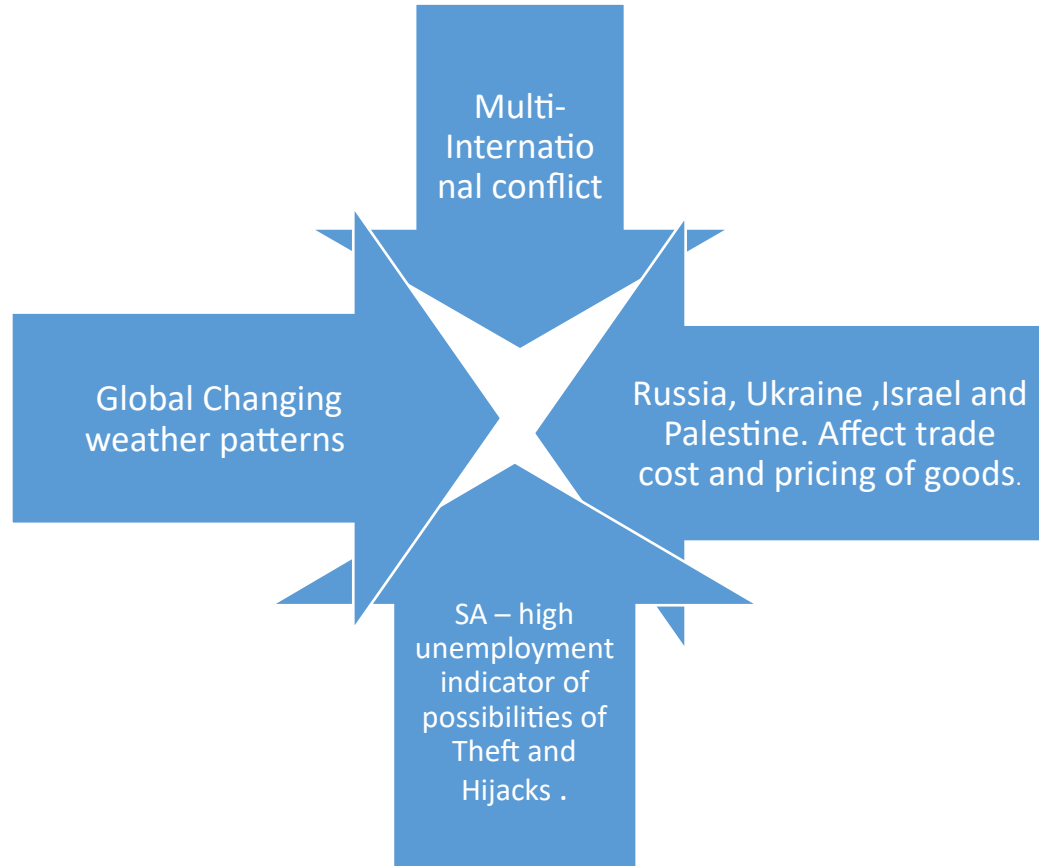 Multi-
Internatio
nal conflict
Global Changing
weather patterns
Russia, Ukraine ,Israel and
Palestine. Affect trade
cost and pricing of goods.
SA – high
unemployment
indicator of
possibilities of
Theft and
Hijacks .